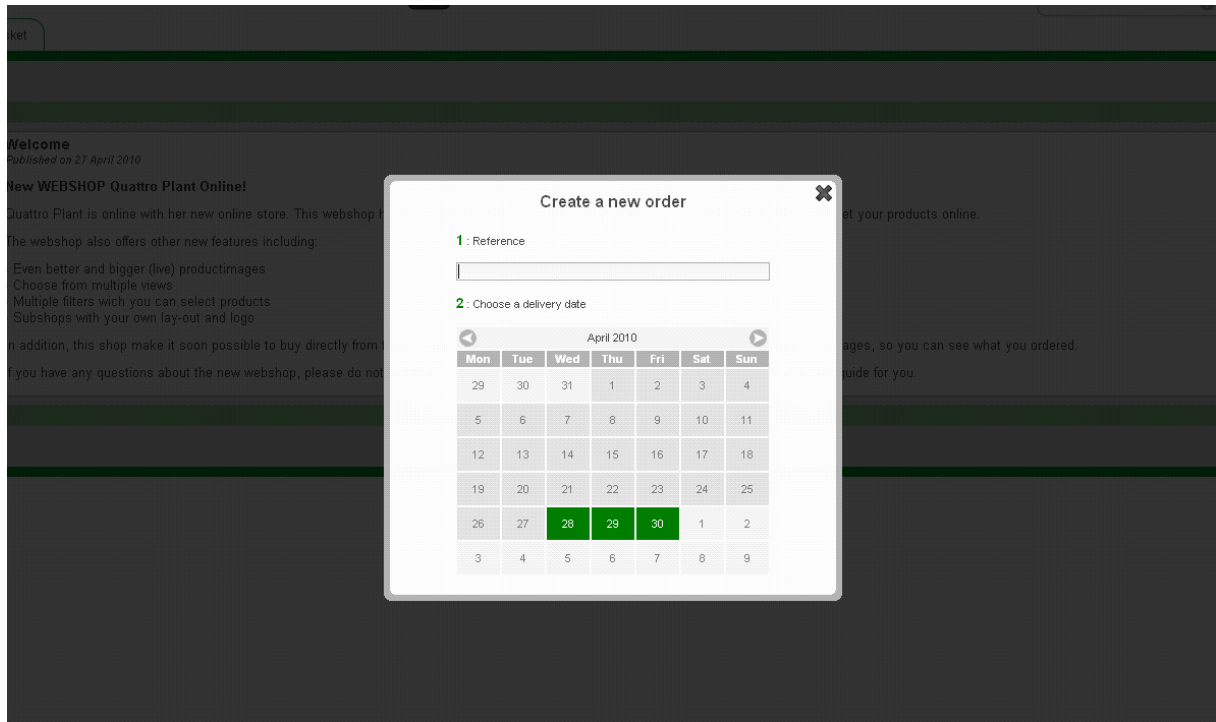 sket
Welcome
Published on 27 April 2010
New WEBSHOP Quattro Plant Online!
Quattro Plant is online with her new online store. This webshop h
et your products online.
The webshop also offers other new features including:
- Even better and bigger (live) productimages
- Choose from multiple views
- Multiple filters wich you can select products
- Subshops with your own lay-out and logo
In addition, this shop make it soon possible to buy directly from
ages, so you can see what you ordered.
If you have any questions about the new webshop, please do not
guide for you.
Create a new order
1 : Reference
2 : Choose a delivery date
April 2010
Mon Tue Wed Thu Fri Sat Sun
29 30 31 1 2 3 4
5 6 7 8 9 10 11
12 13 14 15 16 17 18
19 20 21 22 23 24 25
26 27 28 29 30 1 2
3 4 5 6 7 8 9